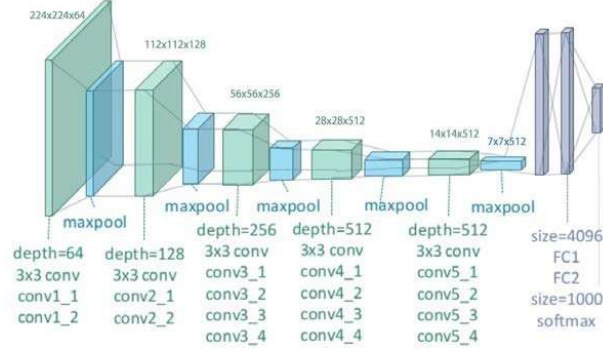 224x224x64
112x112x128
56x56x256
28x28x512
14x14x512
7x7x512
maxpool
maxpool
maxpool
maxpool
maxpool
depth=64
3x3 conv
conv1_1
conv1_2
depth=128
3x3 conv
conv2_1
conv2_2
depth=256
3x3 conv
conv3_1
conv3_2
conv3_3
conv3_4
depth=512
3x3 conv
conv4_1
conv4_2
conv4_3
conv4_4
depth=512
3x3 conv
conv5_1
conv5_2
conv5_3
conv5_4
size=4096
FC1
FC2
size=1000
softmax